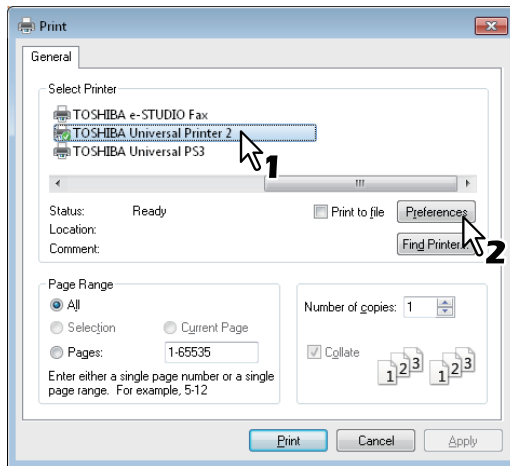 Print
General
Select Printer
TOSHIBA e-STUDIO Fax
TOSHIBA Universal Printer 2
TOSHIBA Universal PS3
1
Status: Ready
Print to file
Preferences
Location:
Comment:
Find Printer...
2
Page Range
All
Selection
Current Page
Pages: 1-65535
Enter either a single page number or a single
page range. For example, 5-12
Number of copies: 1
Collate
1 2 3 1 2 3
Print
Cancel
Apply